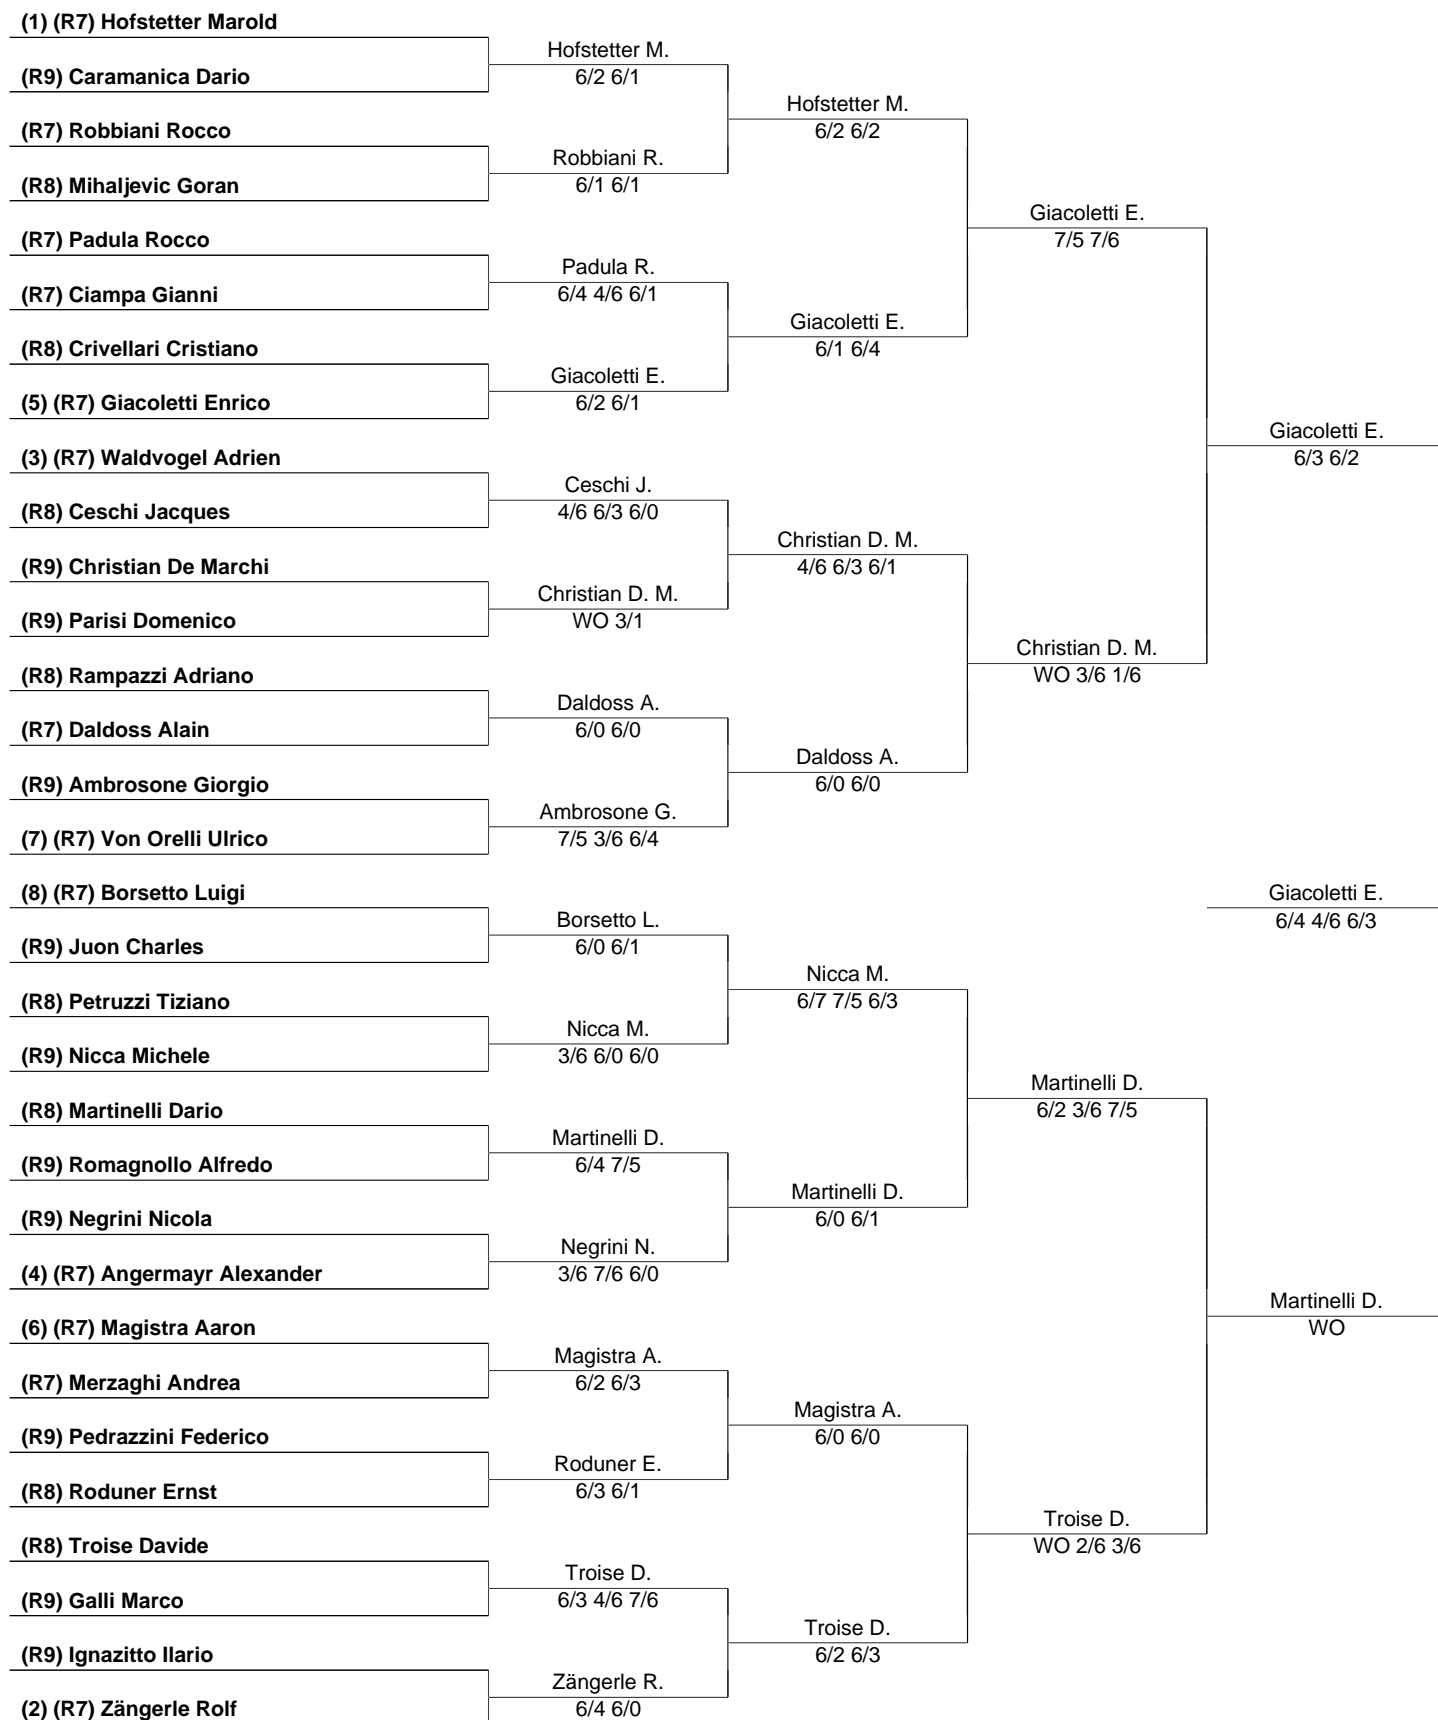 (1) (R7) Hofstetter Marold
Hofstetter M.
6/2 6/1
(R9) Caramanica Dario
Hofstetter M.
6/2 6/2
(R7) Robbiani Rocco
Robbiani R.
6/1 6/1
(R8) Mihaljevic Goran
Giacoletti E.
7/5 7/6
(R7) Padula Rocco
Padula R.
6/4 4/6 6/1
(R7) Ciampa Gianni
Giacoletti E.
6/1 6/4
(R8) Crivellari Cristiano
Giacoletti E.
6/2 6/1
(5) (R7) Giacoletti Enrico
Giacoletti E.
6/3 6/2
(3) (R7) Waldvogel Adrien
Ceschi J.
4/6 6/3 6/0
(R8) Ceschi Jacques
Christian D. M.
4/6 6/3 6/1
(R9) Christian De Marchi
Christian D. M.
WO 3/1
(R9) Parisi Domenico
Christian D. M.
WO 3/6 1/6
(R8) Rampazzi Adriano
Daldoss A.
6/0 6/0
(R7) Daldoss Alain
Daldoss A.
6/0 6/0
(R9) Ambrosone Giorgio
Ambrosone G.
7/5 3/6 6/4
(7) (R7) Von Orelli Ulrico
(8) (R7) Borsetto Luigi
Giacoletti E.
6/4 4/6 6/3
Borsetto L.
6/0 6/1
(R9) Juon Charles
Nicca M.
6/7 7/5 6/3
(R8) Petruzzi Tiziano
Nicca M.
3/6 6/0 6/0
(R9) Nicca Michele
Martinelli D.
6/2 3/6 7/5
(R8) Martinelli Dario
Martinelli D.
6/4 7/5
(R9) Romagnollo Alfredo
Martinelli D.
6/0 6/1
(R9) Negrini Nicola
Negrini N.
3/6 7/6 6/0
(4) (R7) Angermayr Alexander
Martinelli D.
WO
(6) (R7) Magistra Aaron
Magistra A.
6/2 6/3
(R7) Merzaghi Andrea
Magistra A.
6/0 6/0
(R9) Pedrazzini Federico
Roduner E.
6/3 6/1
(R8) Roduner Ernst
Troise D.
WO 2/6 3/6
(R8) Troise Davide
Troise D.
6/3 4/6 7/6
(R9) Galli Marco
Troise D.
6/2 6/3
(R9) Ignazitto Ilario
Zängerle R.
6/4 6/0
(2) (R7) Zängerle Rolf